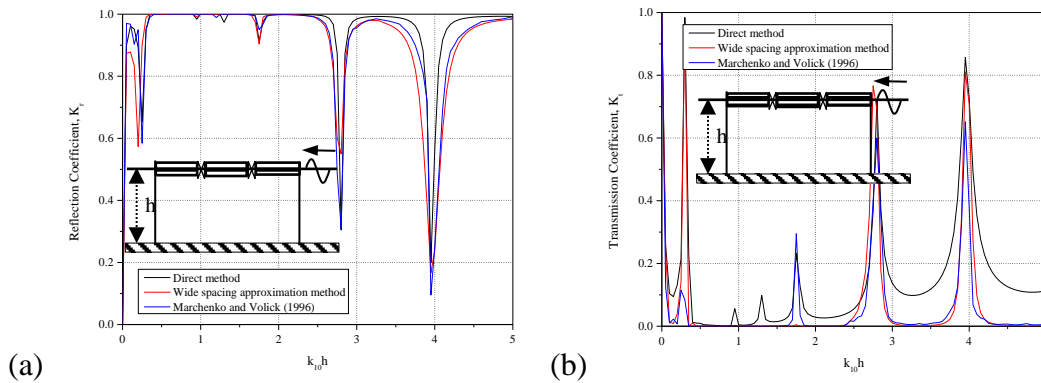 1.0
0.8
0.6
0.4
0.2
0.0
0 1 2 3 4 5
Reflection Coefficient, K_r
k_10h
h
Direct method
Wide spacing approximation method
Marchenko and Volick (1996)
(a)
1.0
0.8
0.6
0.4
0.2
0.0
0 1 2 3 4
Transmission Coefficient, K_t
k_10h
Direct method
Wide spacing approximation method
Marchenko and Volick (1996)
h
(b)